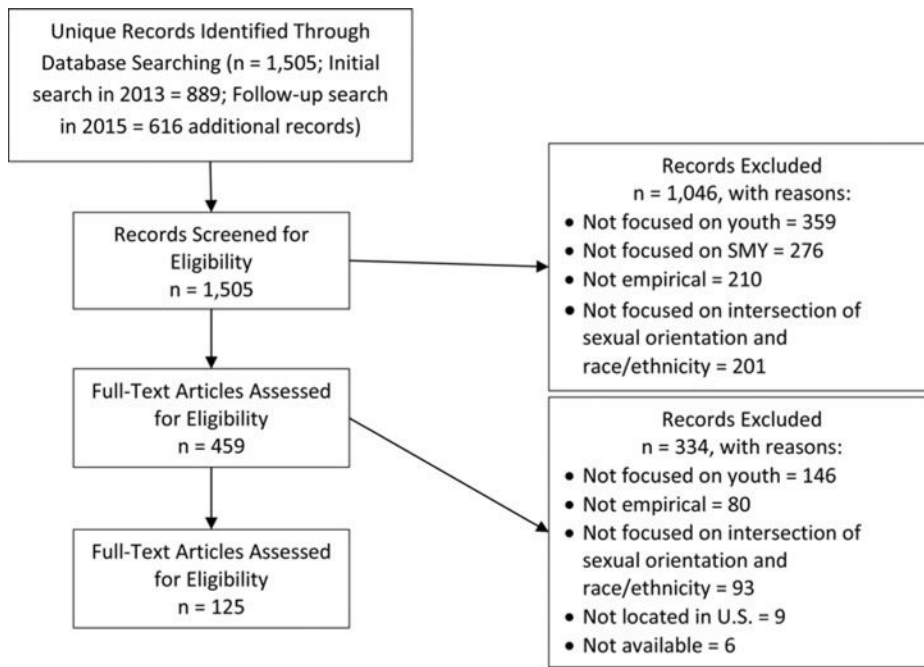 Unique Records Identified Through
Database Searching (n = 1,505; Initial
search in 2013 = 889; Follow-up search
in 2015 = 616 additional records)
Records Screened for
Eligibility
n = 1,505
Records Excluded
n = 1,046, with reasons:
• Not focused on youth = 359
• Not focused on SMY = 276
• Not empirical = 210
• Not focused on intersection of
sexual orientation and
race/ethnicity = 201
Full-Text Articles Assessed
for Eligibility
n = 459
Records Excluded
n = 334, with reasons:
• Not focused on youth = 146
• Not empirical = 80
• Not focused on intersection of
sexual orientation and
race/ethnicity = 93
• Not located in U.S. = 9
• Not available = 6
Full-Text Articles Assessed
for Eligibility
n = 125